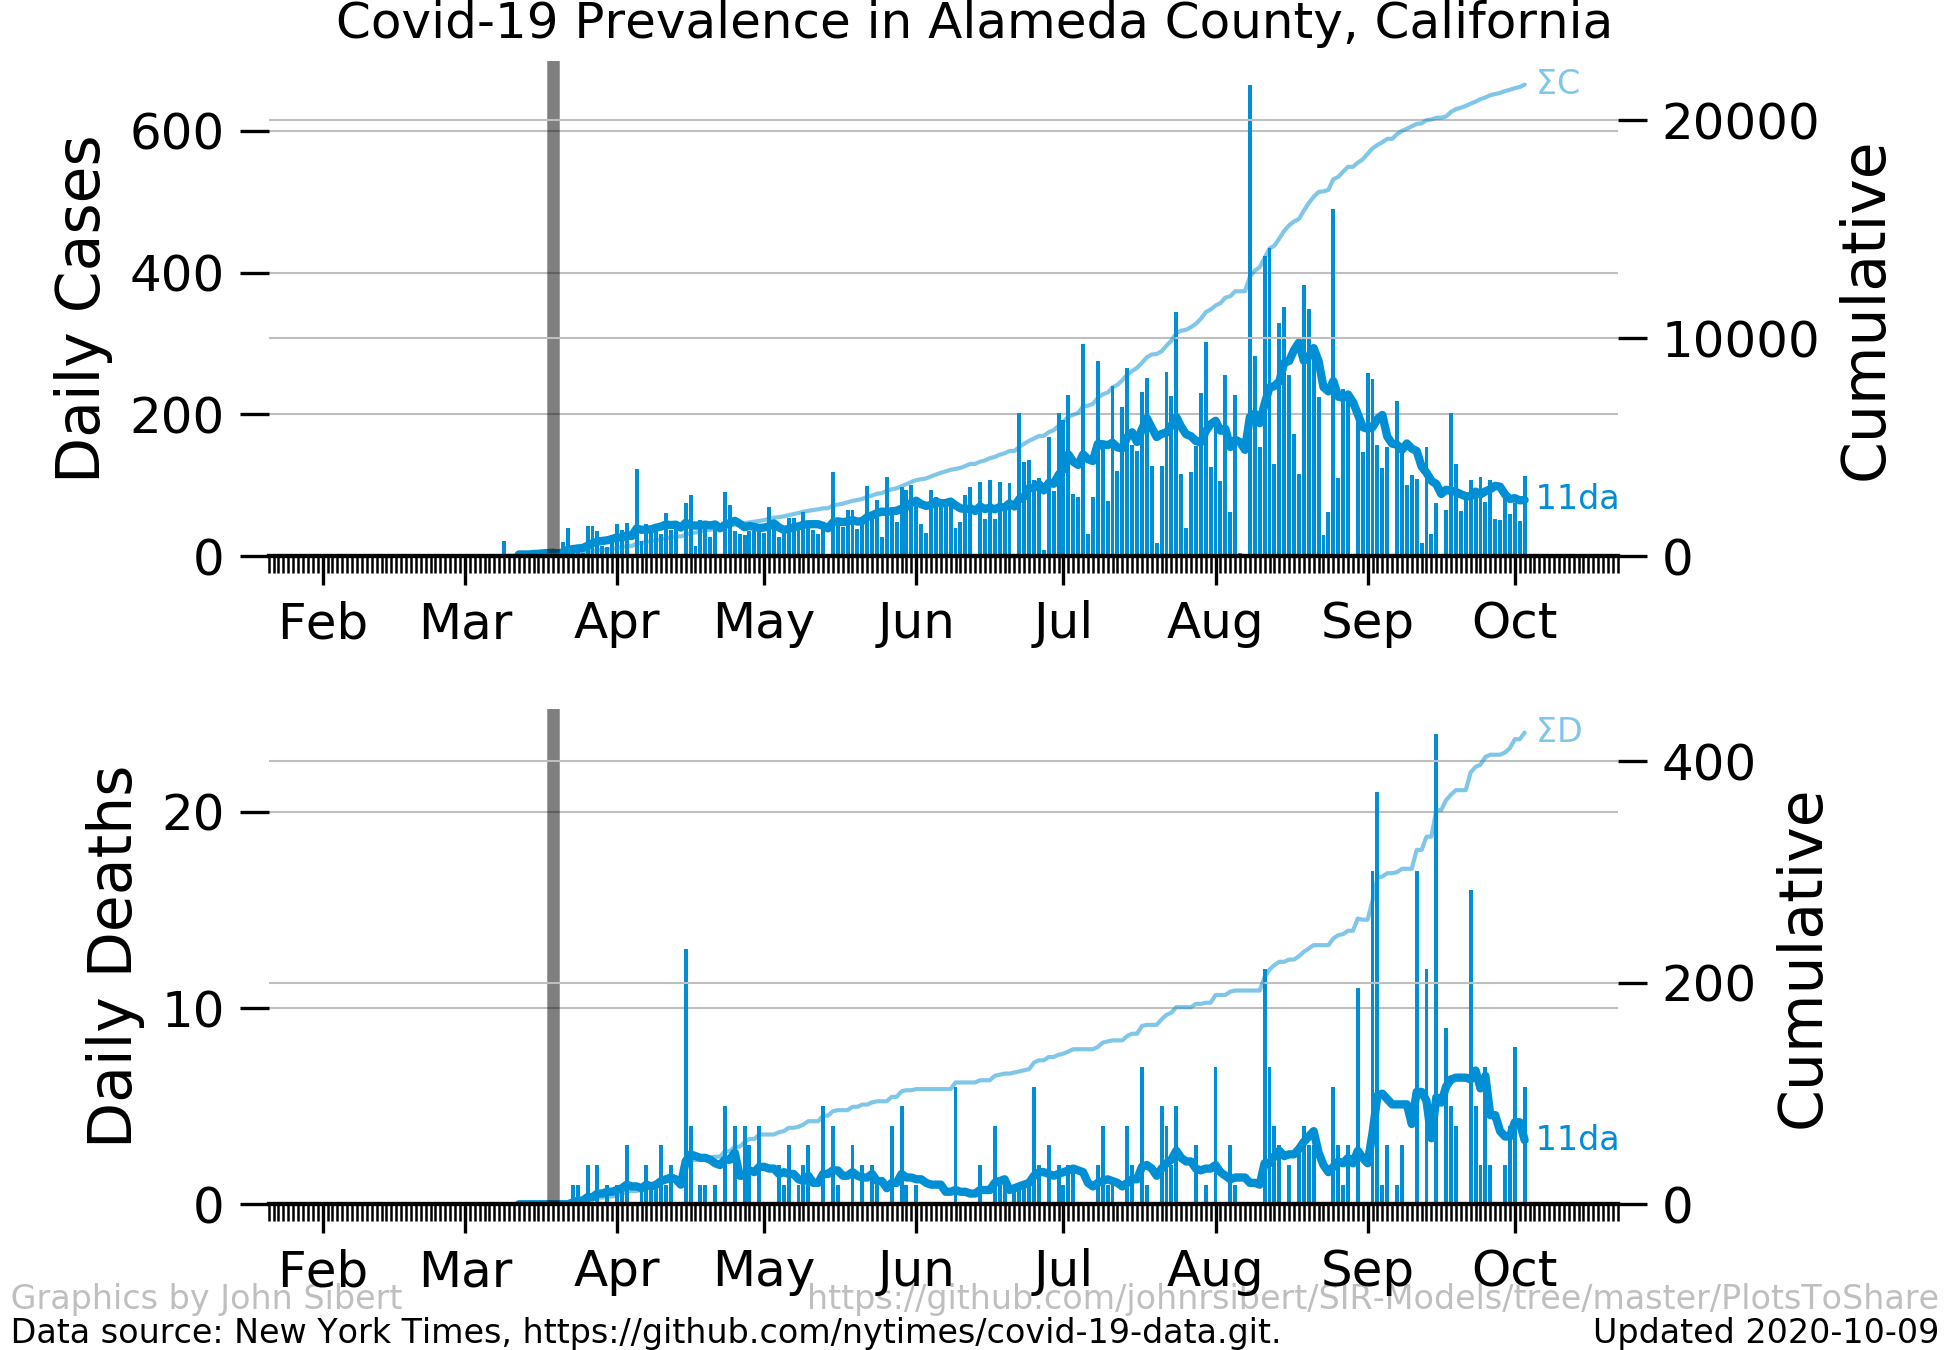 Covid-19 Prevalence in Alameda County, California
Daily Cases
600
400
200
0
20000
10000
0
Cumulative
ΣC
11da
Feb Mar Apr May Jun Jul Aug Sep Oct
Daily Deaths
20
10
0
400
200
0
Cumulative
ΣD
11da
Feb Mar Apr May Jun Jul Aug Sep Oct
Graphics by John Sibert https://github.com/johnrsibert/SIR-Models/tree/master/PlotsToShare
Data source: New York Times, https://github.com/nytimes/covid-19-data.git. Updated 2020-10-09